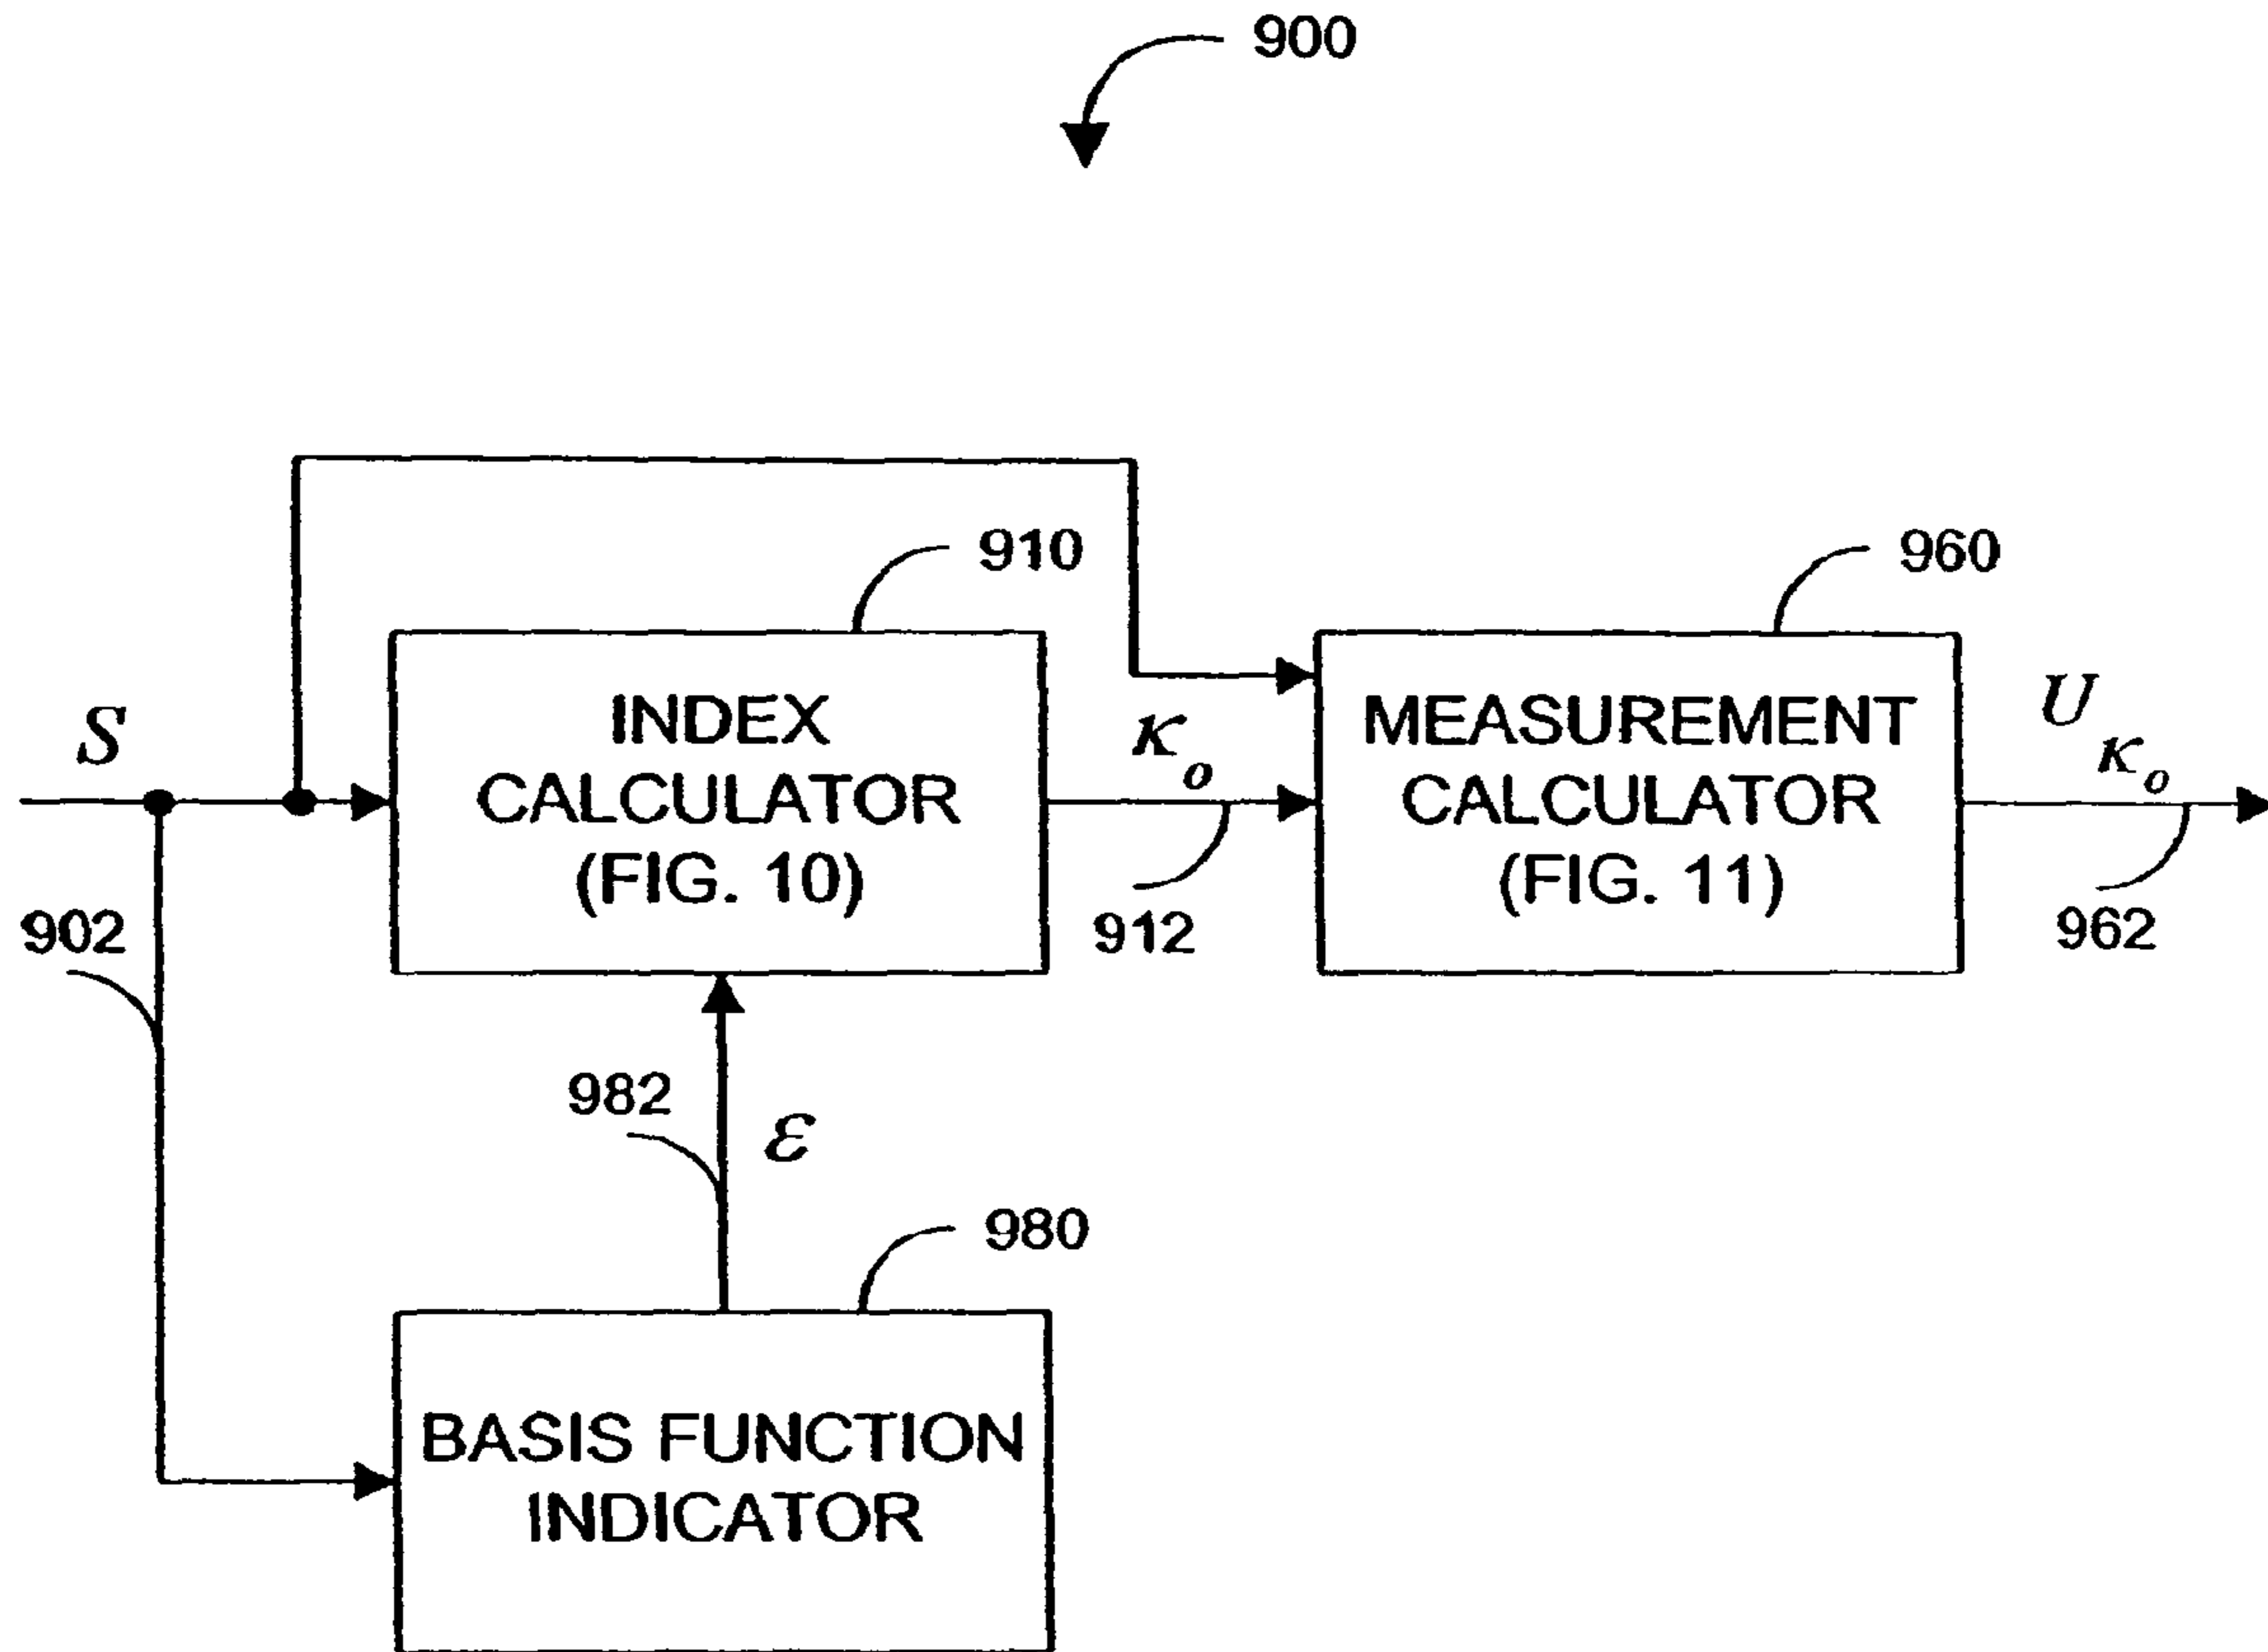 900
910
960
INDEX
CALCULATOR
(FIG. 10)
MEASUREMENT
CALCULATOR
(FIG. 11)
S
κₒ
U κₒ
902
912
962
982
ε
980
BASIS FUNCTION
INDICATOR